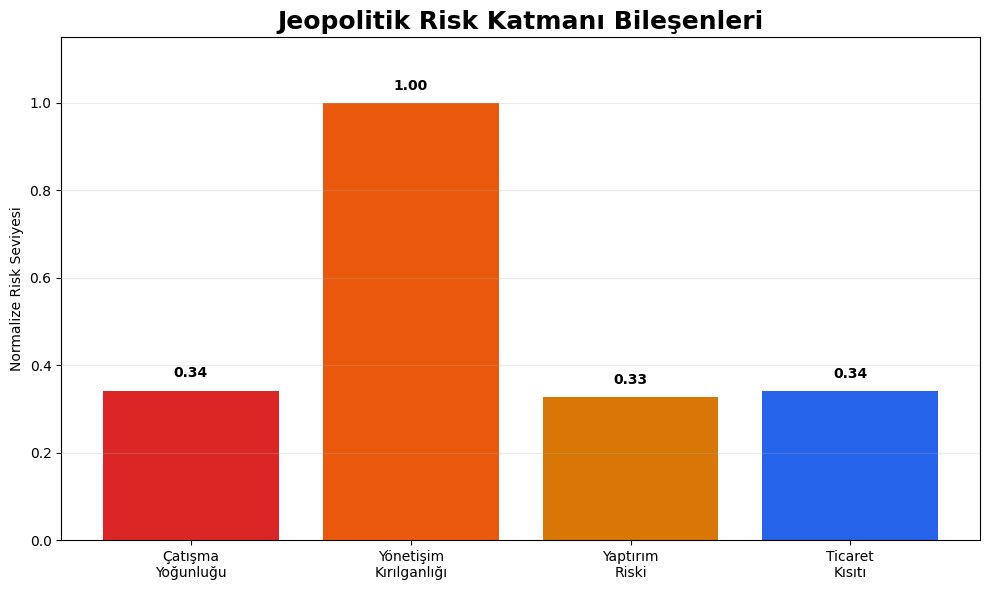 Jeopolitik Risk Katmanı Bileşenleri
Normalize Risk Seviyesi
1.0
0.8
0.6
0.4
0.2
0.0
0.34
1.00
0.33
0.34
Çatışma
Yoğunluğu
Yönetişim
Kırılganlığı
Yaptırım
Riski
Ticaret
Kısıtı